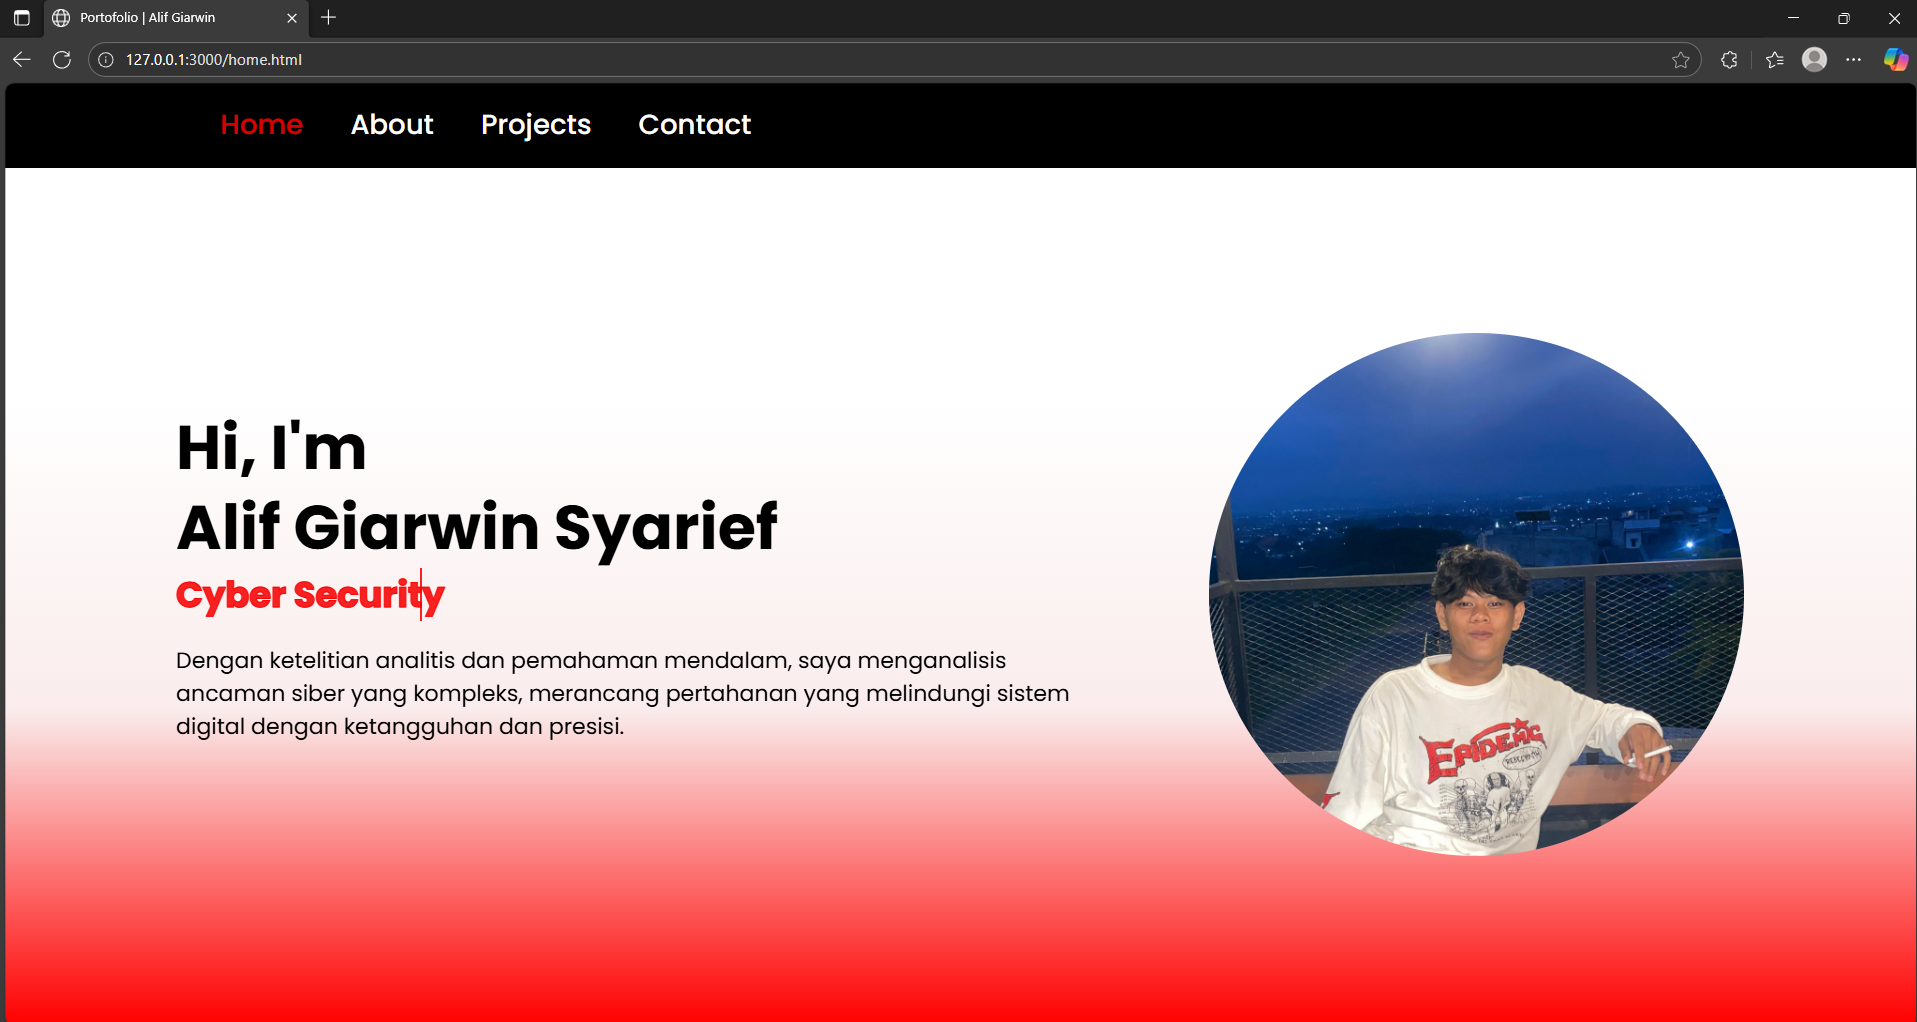 Portofolio | Alif Giarwin
127.0.0.1:3000/home.html
Home About Projects Contact
Hi, I'm
Alif Giarwin Syarief
Cyber Security
Dengan ketelitian analitis dan pemahaman mendalam, saya menganalisis
ancaman siber yang kompleks, merancang pertahanan yang melindungi sistem
digital dengan ketangguhan dan presisi.
EPIDEMIC